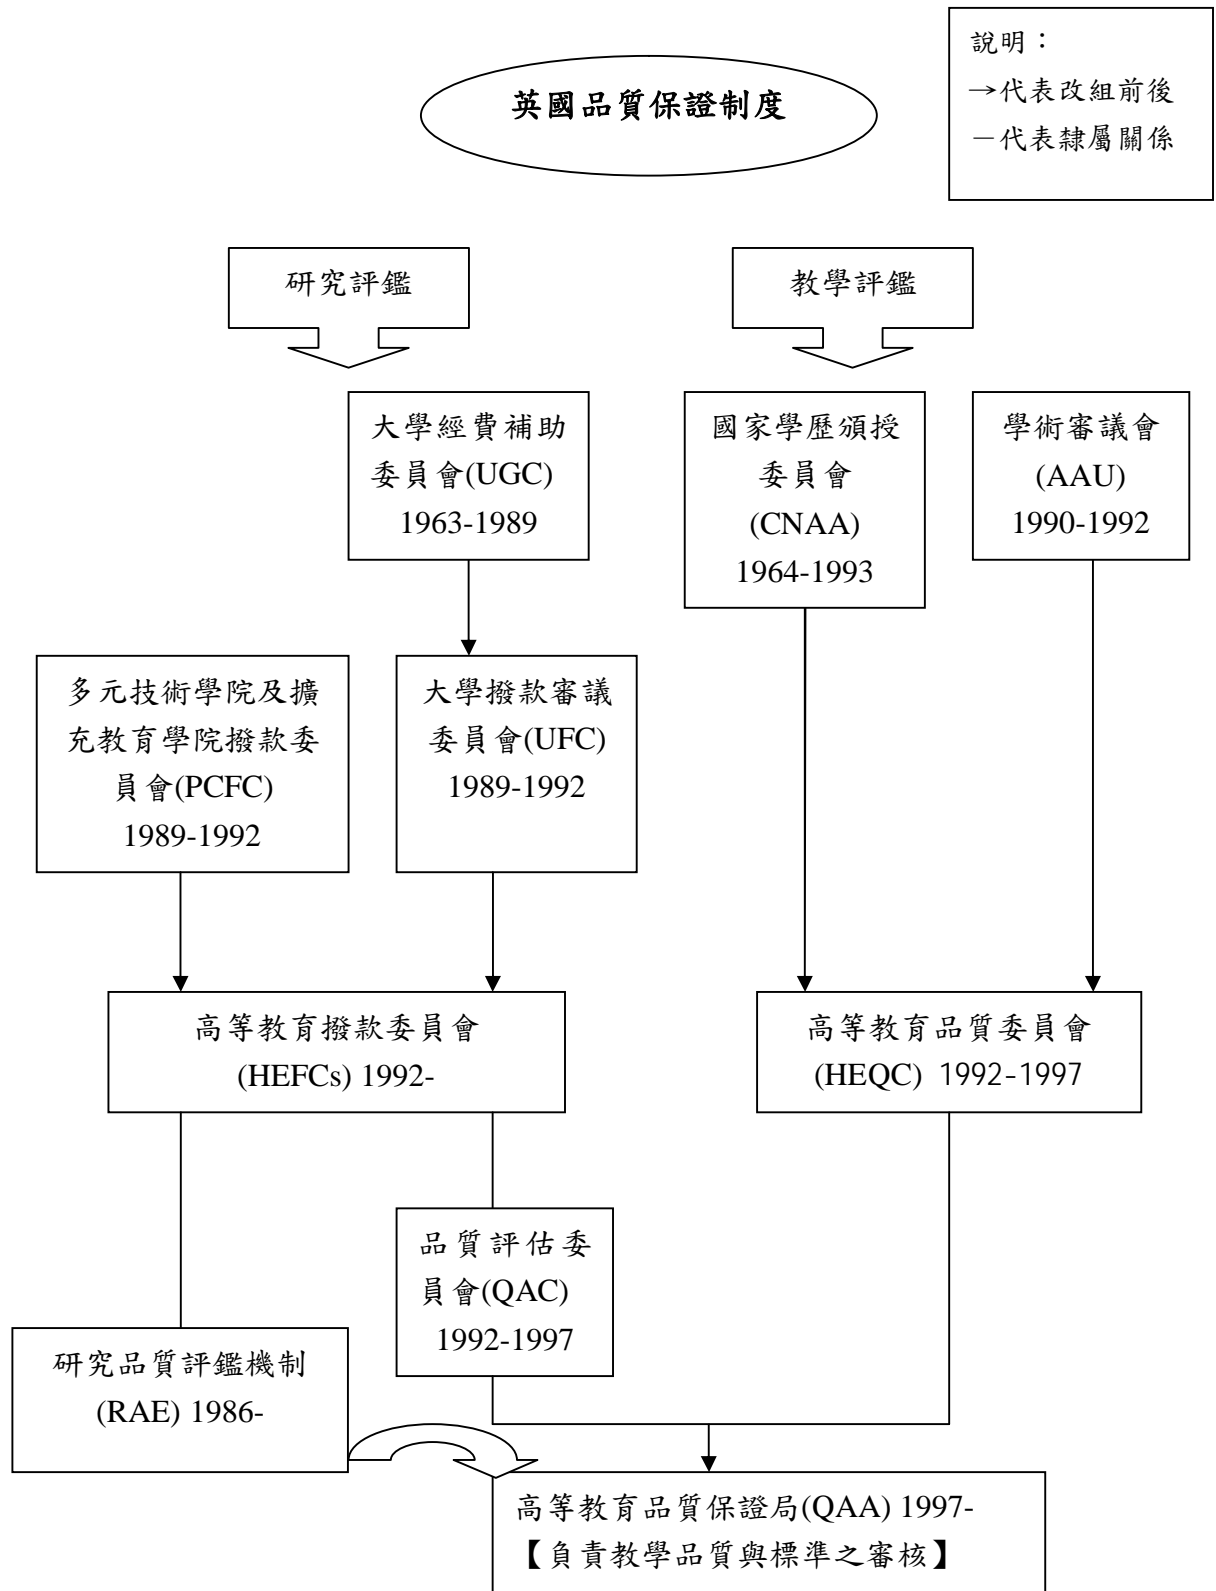 說明：
→代表改組前後
－代表隸屬關係
英國品質保證制度
研究評鑑
教學評鑑
大學經費補助
委員會(UGC)
1963-1989
國家學歷頒授
委員會
(CNAA)
1964-1993
學術審議會
(AAU)
1990-1992
多元技術學院及擴
充教育學院撥款委
員會(PCFC)
1989-1992
大學撥款審議
委員會(UFC)
1989-1992
高等教育撥款委員會
(HEFCs) 1992-
高等教育品質委員會
(HEQC) 1992-1997
品質評估委
員會(QAC)
1992-1997
研究品質評鑑機制
(RAE) 1986-
高等教育品質保證局(QAA) 1997-
【負責教學品質與標準之審核】